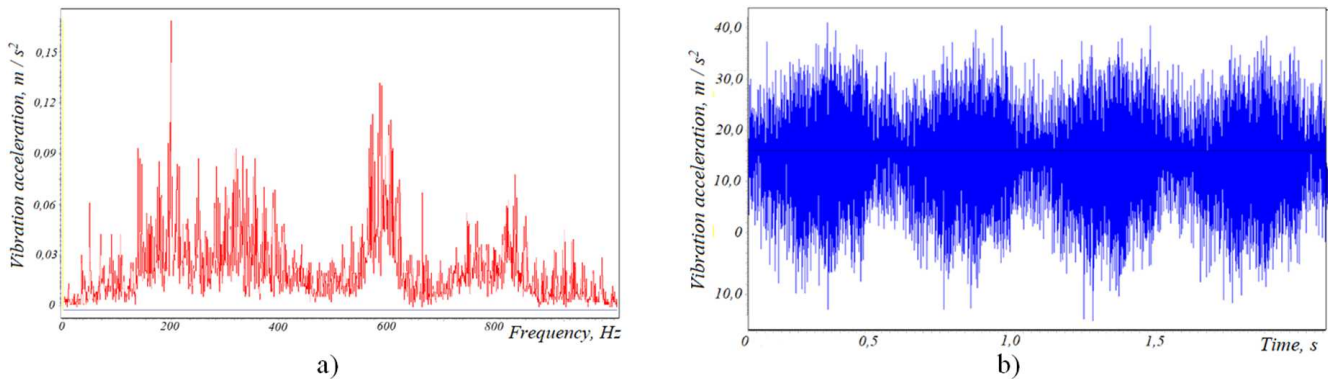 Vibration acceleration, m / s²
0,15
0,12
0,09
0,06
0,03
0
0 200 400 600 800
Frequency, Hz
a)
Vibration acceleration, m / s²
40,0
30,0
20,0
10,0
0
10,0
0 0,5 1,0 1,5
Time, s
b)